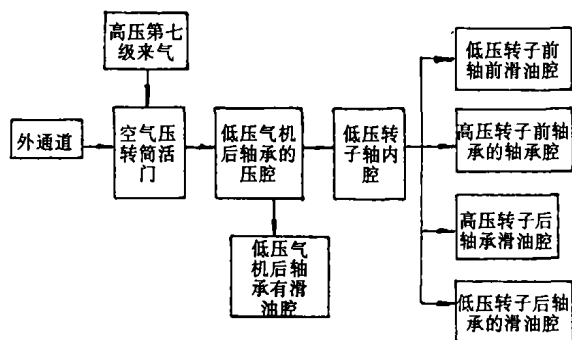 高压第七
级来气
外通道
空气压
转筒活
门
低压气机
后轴承的
压腔
低压转
子轴内
腔
低压气
机后轴
承有滑
油腔
低压转子前
轴前滑油腔
高压转子前轴
承的轴承腔
高压转子后
轴承滑油腔
低压转子后轴
承的滑油腔